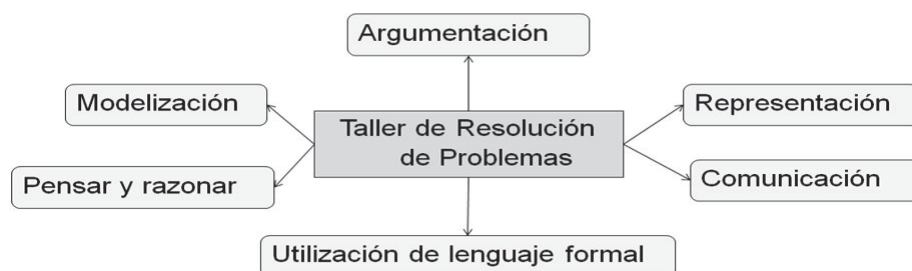 Argumentación
Modelización
Representación
Taller de Resolución
de Problemas
Pensar y razonar
Comunicación
Utilización de lenguaje formal